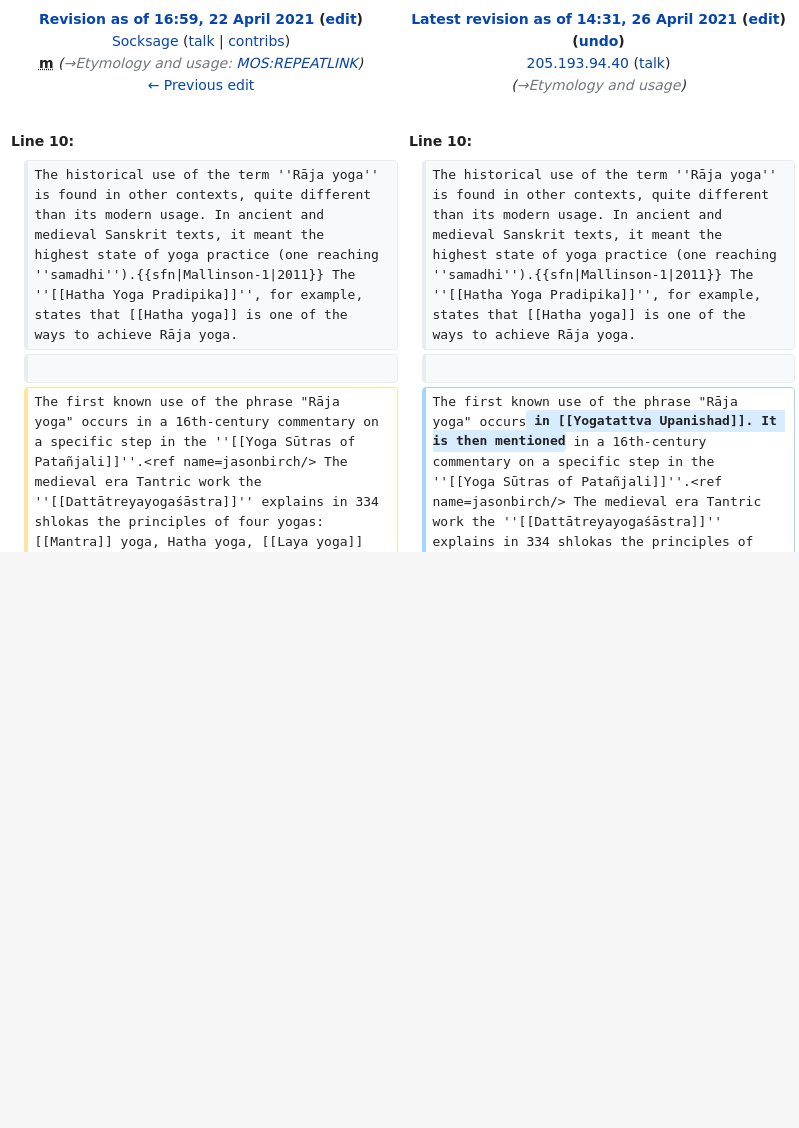 Revision as of 16:59, 22 April 2021 (edit)
Socksage (talk | contribs)
m (→Etymology and usage: MOS:REPEATLINK)
← Previous edit
Latest revision as of 14:31, 26 April 2021 (edit)
(undo)
205.193.94.40 (talk)
(→Etymology and usage)
Line 10:
The historical use of the term ''Rāja yoga''
is found in other contexts, quite different
than its modern usage. In ancient and
medieval Sanskrit texts, it meant the
highest state of yoga practice (one reaching
''samadhi'').{{sfn|Mallinson-1|2011}} The
''[[Hatha Yoga Pradipika]]'', for example,
states that [[Hatha yoga]] is one of the
ways to achieve Rāja yoga.
The first known use of the phrase "Rāja
yoga" occurs in a 16th-century commentary on
a specific step in the ''[[Yoga Sūtras of
Patañjali]]''.<ref name=jasonbirch/> The
medieval era Tantric work the
''[[Dattātreyayogaśāstra]]'' explains in 334
shlokas the principles of four yogas:
[[Mantra]] yoga, Hatha yoga, [[Laya yoga]]
Line 10:
The historical use of the term ''Rāja yoga''
is found in other contexts, quite different
than its modern usage. In ancient and
medieval Sanskrit texts, it meant the
highest state of yoga practice (one reaching
''samadhi'').{{sfn|Mallinson-1|2011}} The
''[[Hatha Yoga Pradipika]]'', for example,
states that [[Hatha yoga]] is one of the
ways to achieve Rāja yoga.
The first known use of the phrase "Rāja
yoga" occurs in [[Yogatattva Upanishad]]. It
is then mentioned in a 16th-century
commentary on a specific step in the
''[[Yoga Sūtras of Patañjali]]''.<ref
name=jasonbirch/> The medieval era Tantric
work the ''[[Dattātreyayogaśāstra]]''
explains in 334 shlokas the principles of